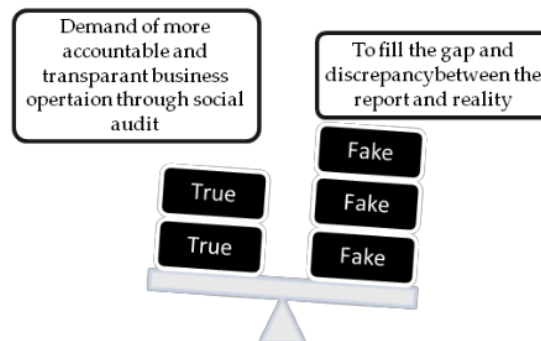 Demand of more
accountable and
transparant business
opertaion through social
audit
To fill the gap and
discrepancybetween the
report and reality
True
True
Fake
Fake
Fake